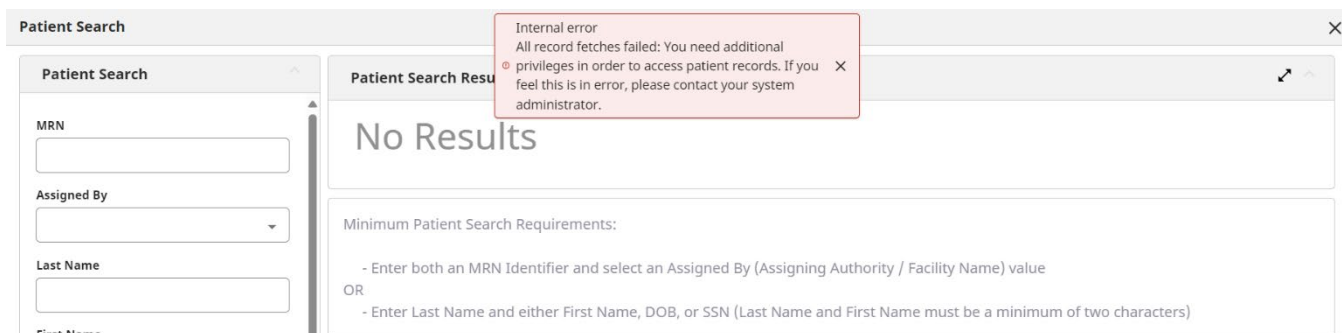 Patient Search
Internal error
All record fetches failed: You need additional
privileges in order to access patient records. If you
feel this is in error, please contact your system
administrator.
Patient Search
MRN
Assigned By
Last Name
First Name
Patient Search Resu
No Results
Minimum Patient Search Requirements:
- Enter both an MRN Identifier and select an Assigned By (Assigning Authority / Facility Name) value
OR
- Enter Last Name and either First Name, DOB, or SSN (Last Name and First Name must be a minimum of two characters)